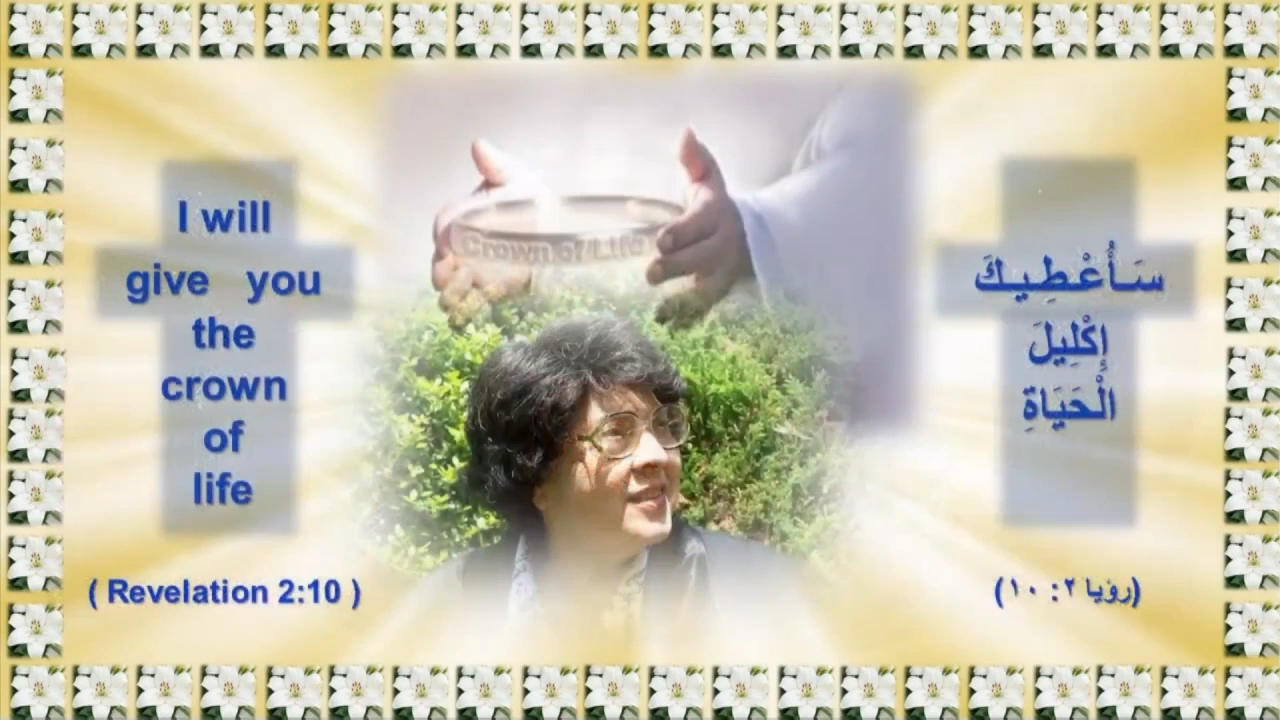 I will
give you
the
crown
of
life
( Revelation 2:10 )
Crown of Life
سَأُعْطِيكَ
إِكْلِيلَ
الْحَيَاةِ
(رؤيا ٢: ١٠)